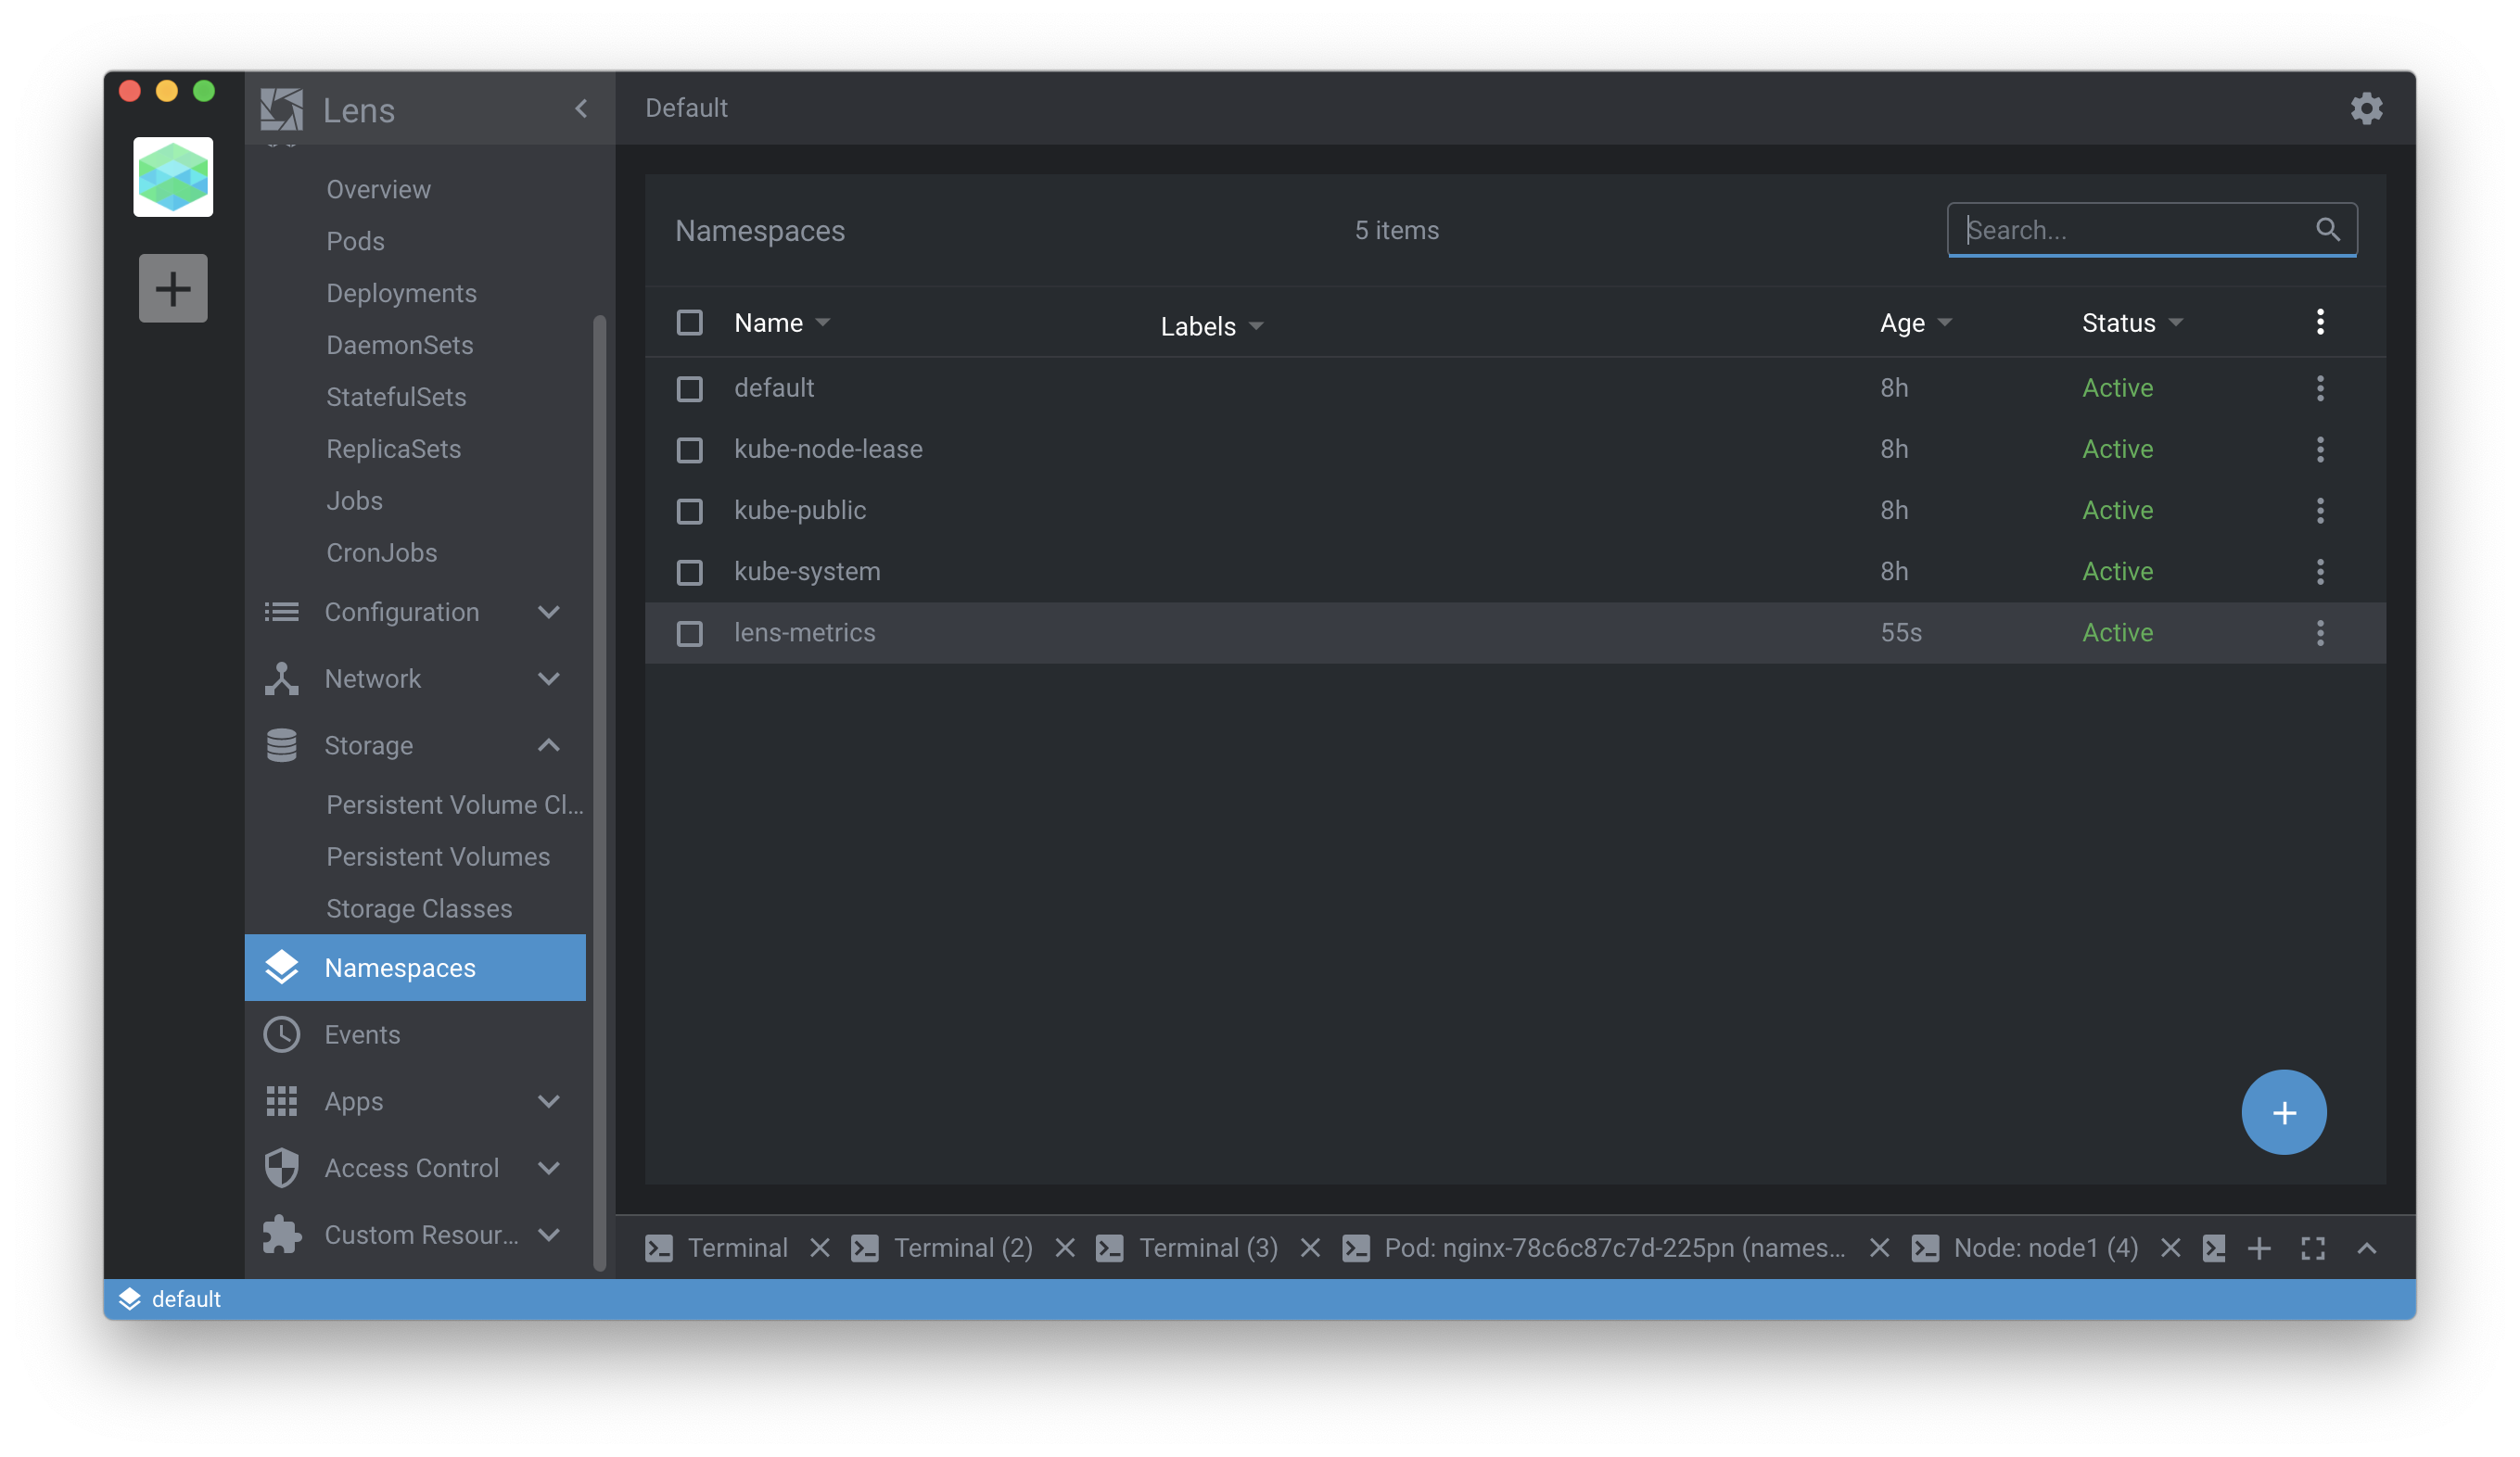 Lens
Default
Overview
Pods
Deployments
DaemonSets
StatefulSets
ReplicaSets
Jobs
CronJobs
Configuration
Network
Storage
Persistent Volume Cl...
Persistent Volumes
Storage Classes
Namespaces
Events
Apps
Access Control
Custom Resour...
Namespaces 5 items Search...
Name Labels Age Status
default 8h Active
kube-node-lease 8h Active
kube-public 8h Active
kube-system 8h Active
lens-metrics 55s Active
Terminal Terminal (2) Terminal (3) Pod: nginx-78c6c87c7d-225pn (names... Node: node1 (4)
default